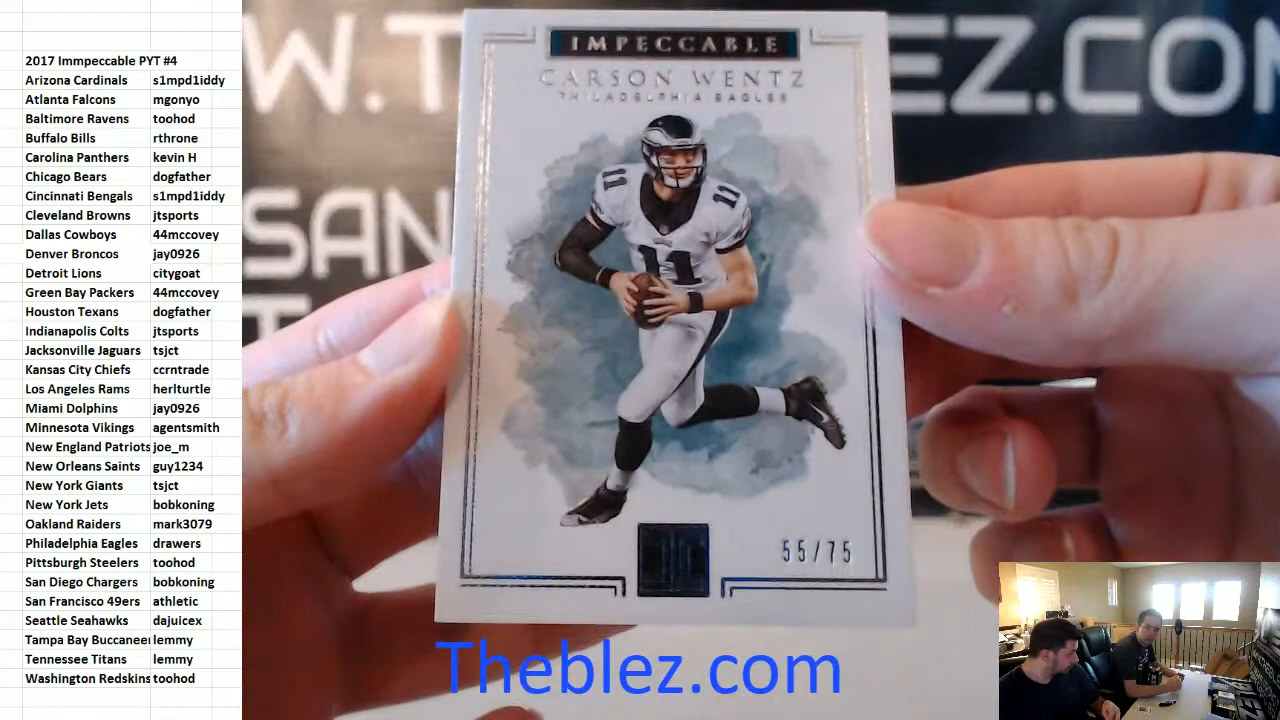 2017 Immpeccable PYT #4
Arizona Cardinals s1mpd1iddy
Atlanta Falcons mgonyo
Baltimore Ravens toohod
Buffalo Bills rthrone
Carolina Panthers kevin H
Chicago Bears dogfather
Cincinnati Bengals s1mpd1iddy
Cleveland Browns jtsports
Dallas Cowboys 44mccovey
Denver Broncos jay0926
Detroit Lions citygoat
Green Bay Packers 44mccovey
Houston Texans dogfather
Indianapolis Colts jtsports
Jacksonville Jaguars tsjct
Kansas City Chiefs ccrntrade
Los Angeles Rams herlturtle
Miami Dolphins jay0926
Minnesota Vikings agentsmith
New England Patriots joe_m
New Orleans Saints guy1234
New York Giants tsjct
New York Jets bobkoning
Oakland Raiders mark3079
Philadelphia Eagles drawers
Pittsburgh Steelers toohod
San Diego Chargers bobkoning
San Francisco 49ers athletic
Seattle Seahawks dajuicex
Tampa Bay Buccaneer lemmy
Tennessee Titans lemmy
Washington Redskins toohod
IMPECCABLE
CARSON WENTZ
PHILADELPHIA EAGLES
11
11
11
55/75
Theblez.com